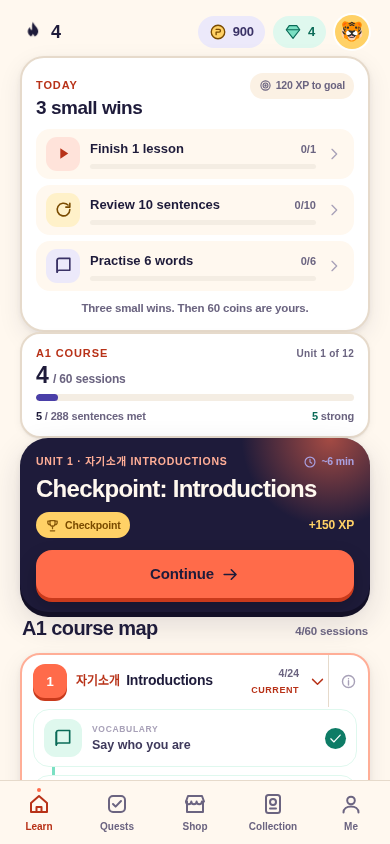 4
900
4
TODAY
120 XP to goal
3 small wins
Finish 1 lesson
0/1
Review 10 sentences
0/10
Practise 6 words
0/6
Three small wins. Then 60 coins are yours.
A1 COURSE
Unit 1 of 12
4 / 60 sessions
5 / 288 sentences met
5 strong
UNIT 1 · 자기소개 INTRODUCTIONS
~6 min
Checkpoint: Introductions
Checkpoint
+150 XP
Continue
A1 course map
4/60 sessions
1
자기소개 Introductions
4/24
CURRENT
VOCABULARY
Say who you are
Learn
Quests
Shop
Collection
Me